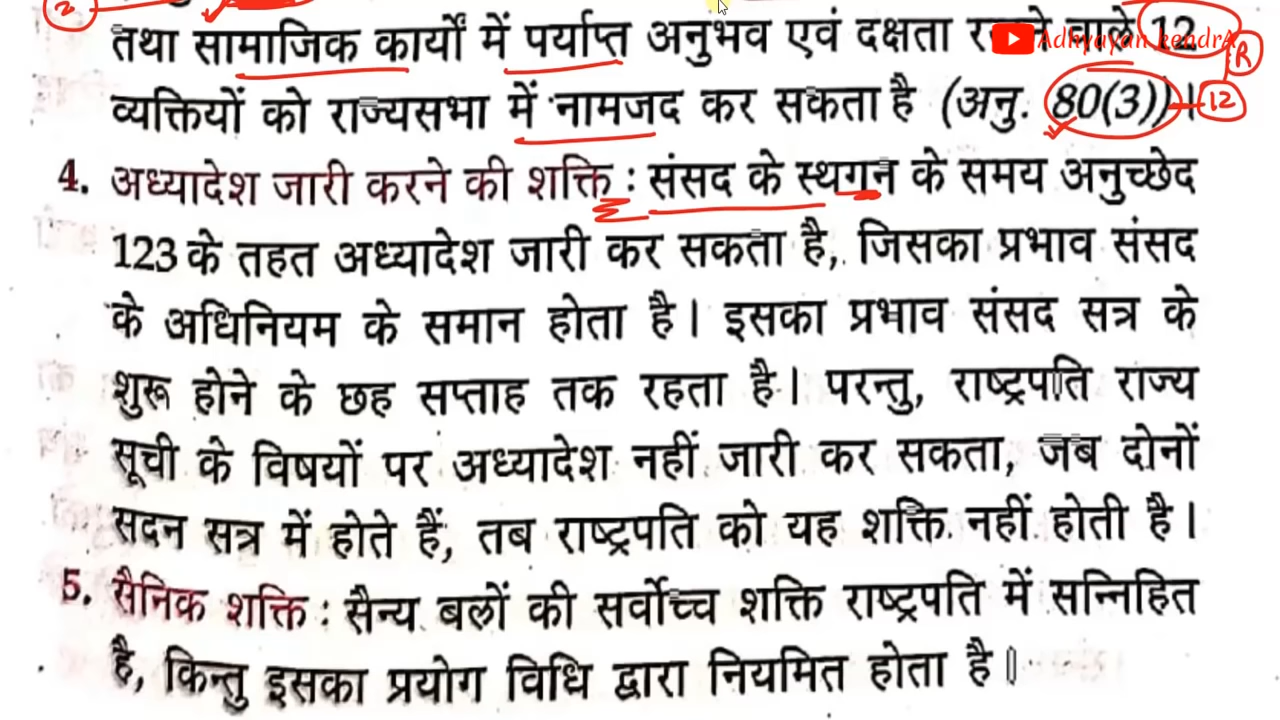 तथा सामाजिक कार्यों में पर्याप्त अनुभव एवं दक्षता वाले 12
Adhyayan kendrA
R
व्यक्तियों को राज्यसभा में नामजद कर सकता है (अनु. 80(3))।
12
4. अध्यादेश जारी करने की शक्ति : संसद के स्थगन के समय अनुच्छेद
123 के तहत अध्यादेश जारी कर सकता है, जिसका प्रभाव संसद
के अधिनियम के समान होता है। इसका प्रभाव संसद सत्र के
शुरू होने के छह सप्ताह तक रहता है। परन्तु, राष्ट्रपति राज्य
सूची के विषयों पर अध्यादेश नहीं जारी कर सकता, जब दोनों
सदन सत्र में होते हैं, तब राष्ट्रपति को यह शक्ति नहीं होती है।
5. सैनिक शक्ति : सैन्य बलों की सर्वोच्च शक्ति राष्ट्रपति में सन्निहित
है, किन्तु इसका प्रयोग विधि द्वारा नियमित होता है।